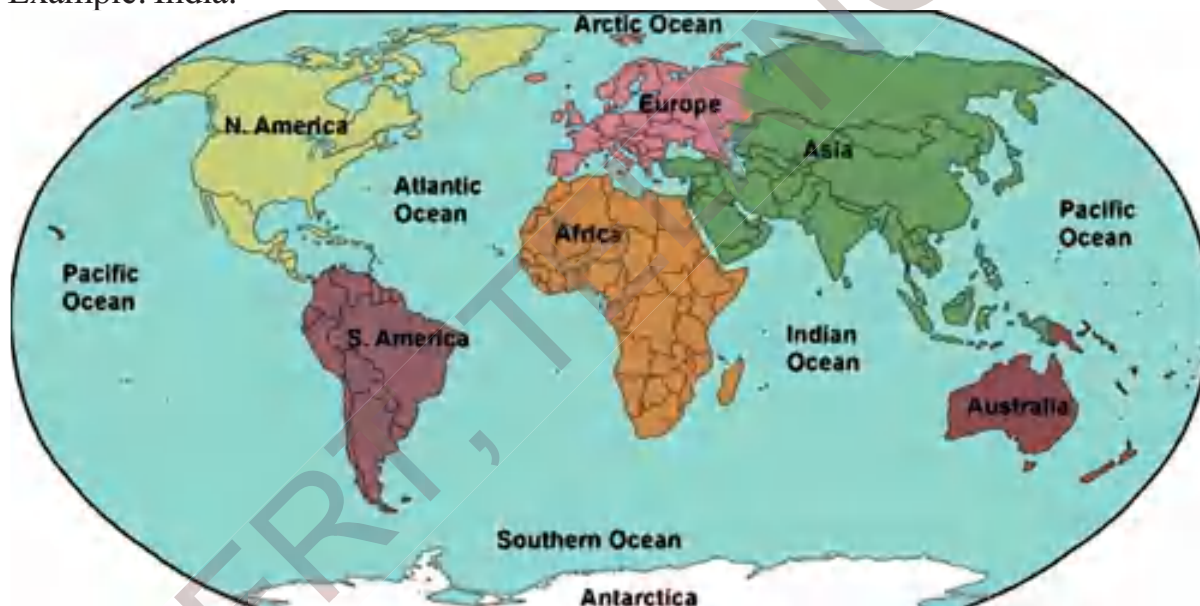 Example: India.
Arctic Ocean
Europe
N. America
Asia
Atlantic
Ocean
Pacific
Ocean
Africa
Pacific
Ocean
Indian
Ocean
S. America
Australia
Southern Ocean
Antarctica